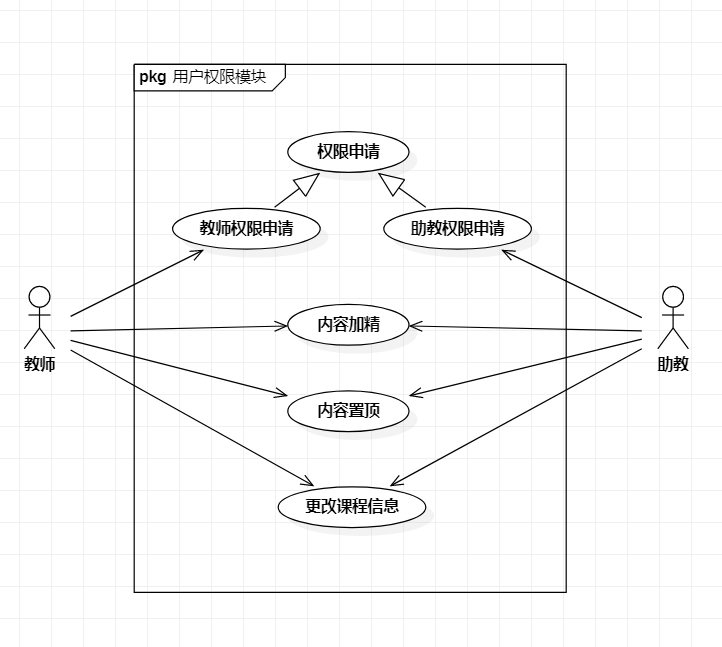 pkg 用户权限模块
权限申请
教师权限申请
助教权限申请
内容加精
教师
助教
内容置顶
更改课程信息